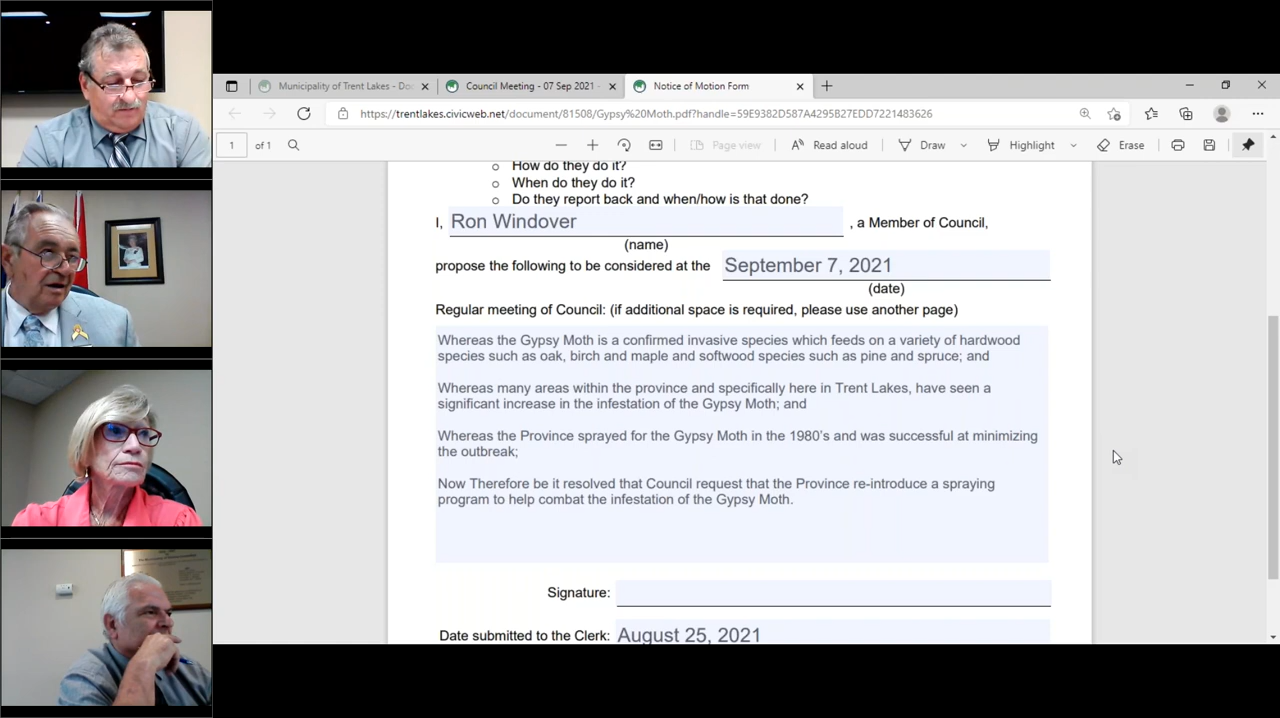 Municipality of Trent Lakes - Doc
Council Meeting - 07 Sep 2021 -
Notice of Motion Form
https://trentlakes.civicweb.net/document/81508/Gypsy%20Moth.pdf?handle=59E9382D587A4295B27EDD7221483626
1 of 1
Page view
Read aloud
Draw
Highlight
Erase
How do they do it?
When do they do it?
Do they report back and when/how is that done?
I, Ron Windover , a Member of Council,
(name)
propose the following to be considered at the September 7, 2021
(date)
Regular meeting of Council: (if additional space is required, please use another page)
Whereas the Gypsy Moth is a confirmed invasive species which feeds on a variety of hardwood
species such as oak, birch and maple and softwood species such as pine and spruce; and
Whereas many areas within the province and specifically here in Trent Lakes, have seen a
significant increase in the infestation of the Gypsy Moth; and
Whereas the Province sprayed for the Gypsy Moth in the 1980's and was successful at minimizing
the outbreak;
Now Therefore be it resolved that Council request that the Province re-introduce a spraying
program to help combat the infestation of the Gypsy Moth.
Signature:
Date submitted to the Clerk: August 25, 2021